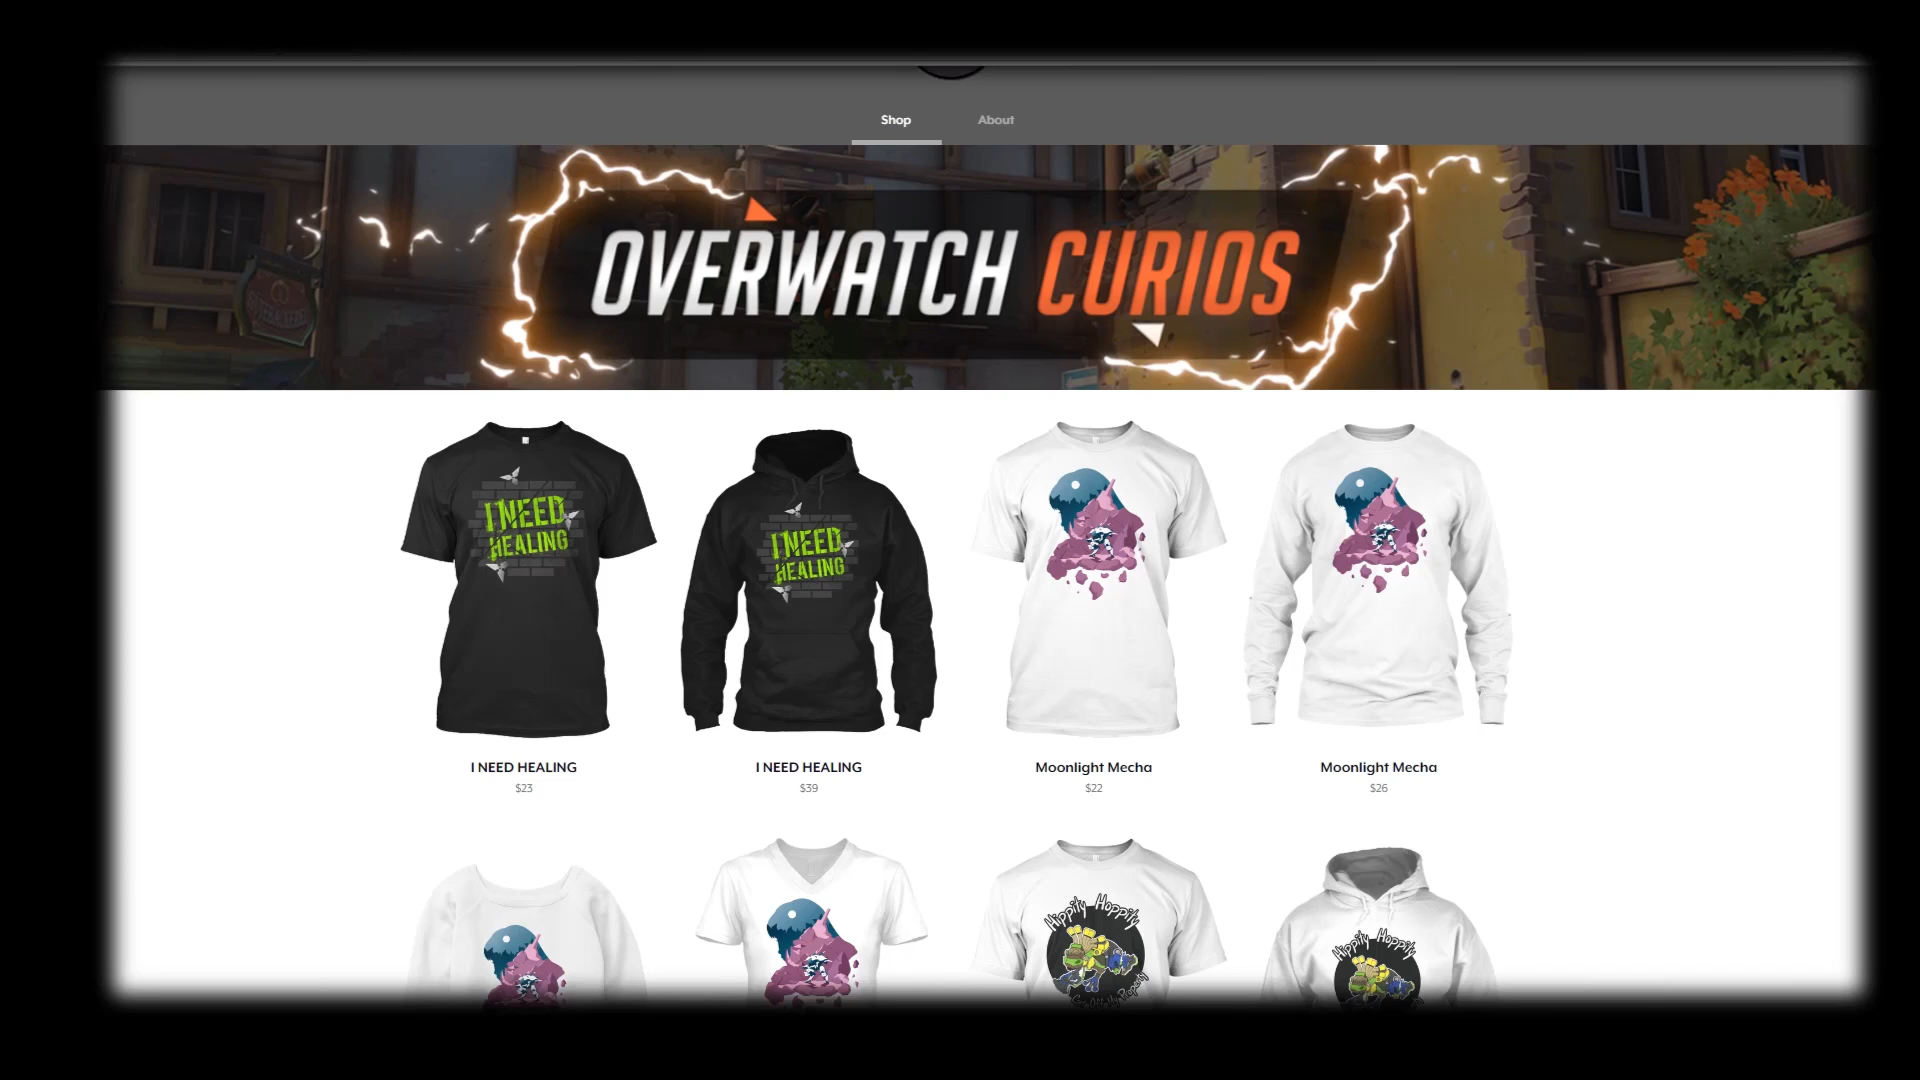 Shop About
OVERWATCH CURIOS
I NEED
HEALING
I NEED
HEALING
I NEED HEALING
$23
I NEED HEALING
$39
Moonlight Mecha
$22
Moonlight Mecha
$26
Hippity Hoppity
Hippity Hoppity